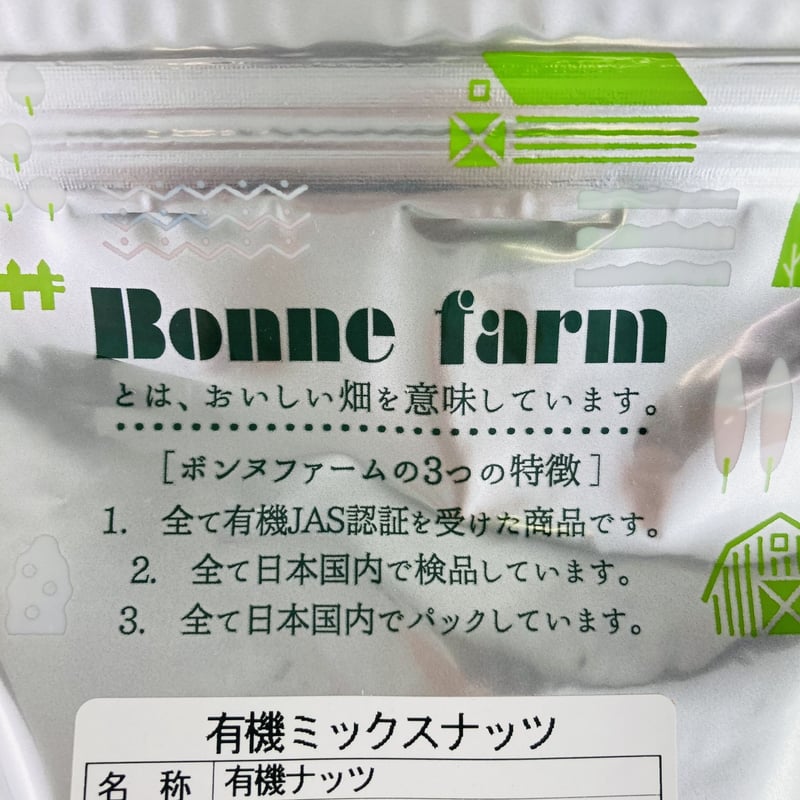 Bonne farm
とは、おいしい畑を意味しています。
[ボンヌファームの3つの特徴]
1. 全て有機JAS認証を受けた商品です。
2. 全て日本国内で検品しています。
3. 全て日本国内でパックしています。
有機ミックスナッツ
名 称 有機ナッツ